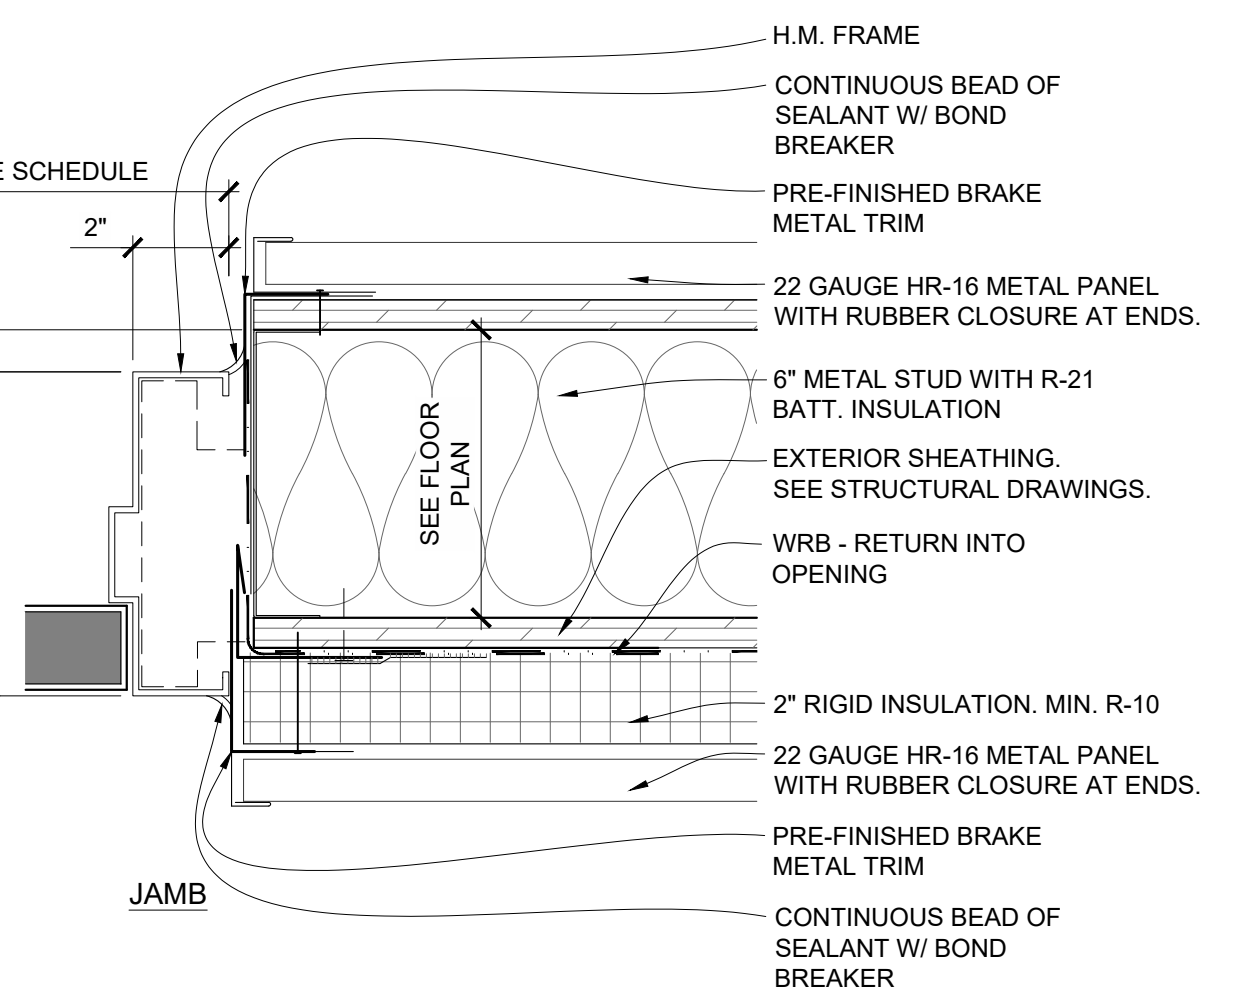 H.M. FRAME
CONTINUOUS BEAD OF
SEALANT W/ BOND
BREAKER
SCHEDULE
PRE-FINISHED BRAKE
METAL TRIM
2"
22 GAUGE HR-16 METAL PANEL
WITH RUBBER CLOSURE AT ENDS.
6" METAL STUD WITH R-21
BATT. INSULATION
SEE FLOOR
PLAN
EXTERIOR SHEATHING.
SEE STRUCTURAL DRAWINGS.
WRB - RETURN INTO
OPENING
2" RIGID INSULATION. MIN. R-10
22 GAUGE HR-16 METAL PANEL
WITH RUBBER CLOSURE AT ENDS.
PRE-FINISHED BRAKE
METAL TRIM
JAMB
CONTINUOUS BEAD OF
SEALANT W/ BOND
BREAKER